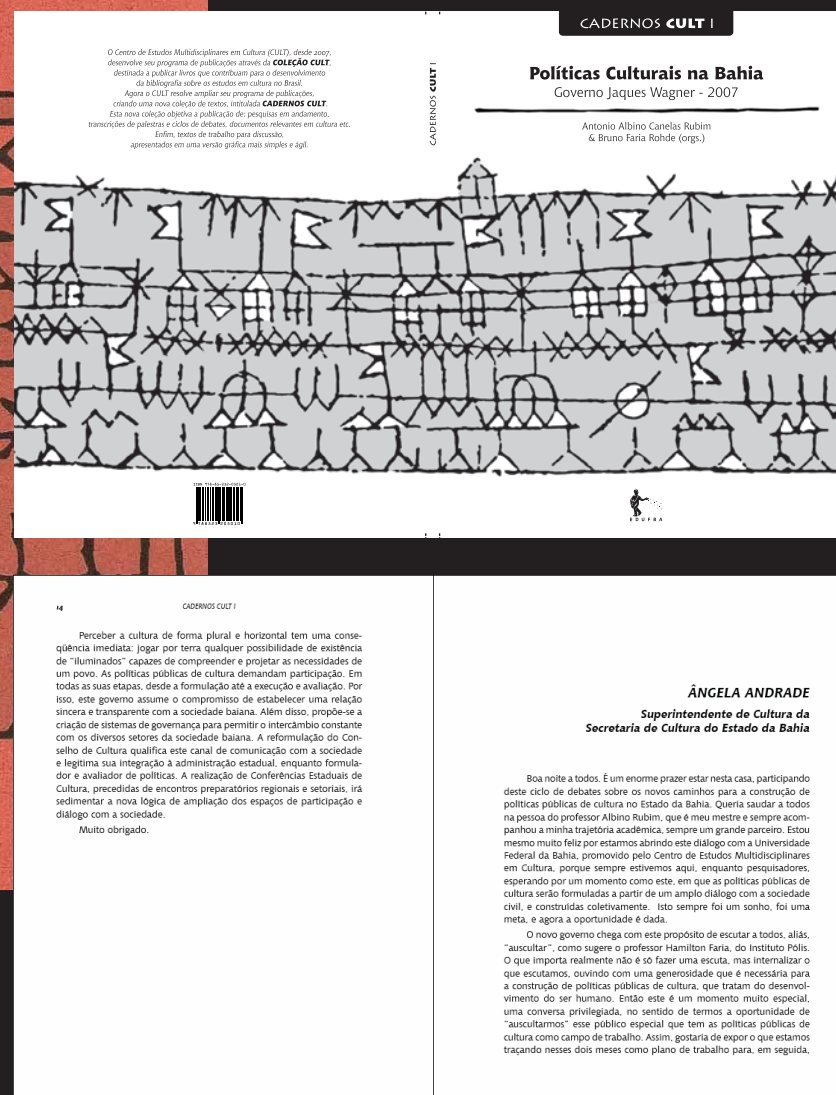 O Centro de Estudos Multidisciplinares em Cultura (CULT), desde 2007,
desenvolve seu programa de publicações através da COLEÇÃO CULT,
destinada a publicar livros que contribuam para o desenvolvimento
da bibliografia sobre os estudos em cultura no Brasil.
Agora o CULT resolve ampliar seu programa de publicações,
criando uma nova coleção de textos, intitulada CADERNOS CULT.
Esta nova coleção objetiva a publicação de: pesquisas em andamento,
transcrições de palestras e ciclos de debates, documentos relevantes em cultura etc.
Enfim, textos de trabalho para discussão,
apresentados em uma versão gráfica mais simples e ágil.
CADERNOS CULT I
CADERNOS CULT I
Políticas Culturais na Bahia
Governo Jaques Wagner - 2007
Antonio Albino Canelas Rubim
& Bruno Faria Rohde (orgs.)
EDUFBA
14
CADERNOS CULT I
Perceber a cultura de forma plural e horizontal tem uma conse-
qüência imediata: jogar por terra qualquer possibilidade de existência
de “iluminados” capazes de compreender e projetar as necessidades de
um povo. As políticas públicas de cultura demandam participação. Em
todas as suas etapas, desde a formulação até a execução e avaliação. Por
isso, este governo assume o compromisso de estabelecer uma relação
sincera e transparente com a sociedade baiana. Além disso, propõe-se a
criação de sistemas de governança para permitir o intercâmbio constante
com os diversos setores da sociedade baiana. A reformulação do Con-
selho de Cultura qualifica este canal de comunicação com a sociedade
e legitima sua integração à administração estadual, enquanto formula-
dor e avaliador de políticas. A realização de Conferências Estaduais de
Cultura, precedidas de encontros preparatórios regionais e setoriais, irá
sedimentar a nova lógica de ampliação dos espaços de participação e
diálogo com a sociedade.
Muito obrigado.
ÂNGELA ANDRADE
Superintendente de Cultura da
Secretaria de Cultura do Estado da Bahia
Boa noite a todos. É um enorme prazer estar nesta casa, participando
deste ciclo de debates sobre os novos caminhos para a construção de
políticas públicas de cultura no Estado da Bahia. Queria saudar a todos
na pessoa do professor Albino Rubim, que é meu mestre e sempre acom-
panhou a minha trajetória acadêmica, sempre um grande parceiro. Estou
mesmo muito feliz por estarmos abrindo este diálogo com a Universidade
Federal da Bahia, promovido pelo Centro de Estudos Multidisciplinares
em Cultura, porque sempre estivemos aqui, enquanto pesquisadores,
esperando por um momento como este, em que as políticas públicas de
cultura serão formuladas a partir de um amplo diálogo com a sociedade
civil, e construídas coletivamente. Isto sempre foi um sonho, foi uma
meta, e agora a oportunidade é dada.
O novo governo chega com este propósito de escutar a todos, aliás,
“auscultar”, como sugere o professor Hamilton Faria, do Instituto Pólis.
O que importa realmente não é só fazer uma escuta, mas internalizar o
que escutamos, ouvindo com uma generosidade que é necessária para
a construção de políticas públicas de cultura, que tratam do desenvol-
vimento do ser humano. Então este é um momento muito especial,
uma conversa privilegiada, no sentido de termos a oportunidade de
“auscultarmos” esse público especial que tem as políticas públicas de
cultura como campo de trabalho. Assim, gostaria de expor o que estamos
traçando nesses dois meses como plano de trabalho para, em seguida,